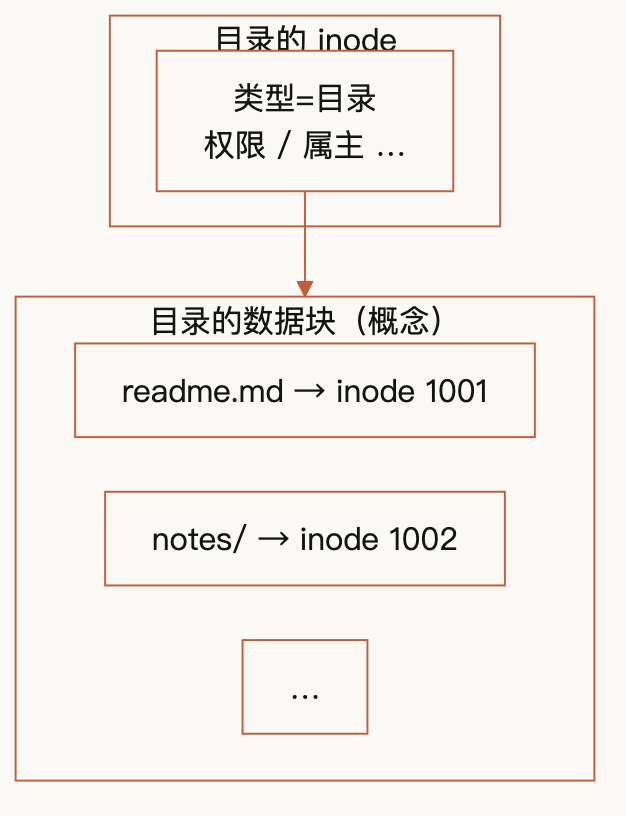 目录的 inode
类型=目录
权限 / 属主 …
目录的数据块（概念）
readme.md → inode 1001
notes/ → inode 1002
…